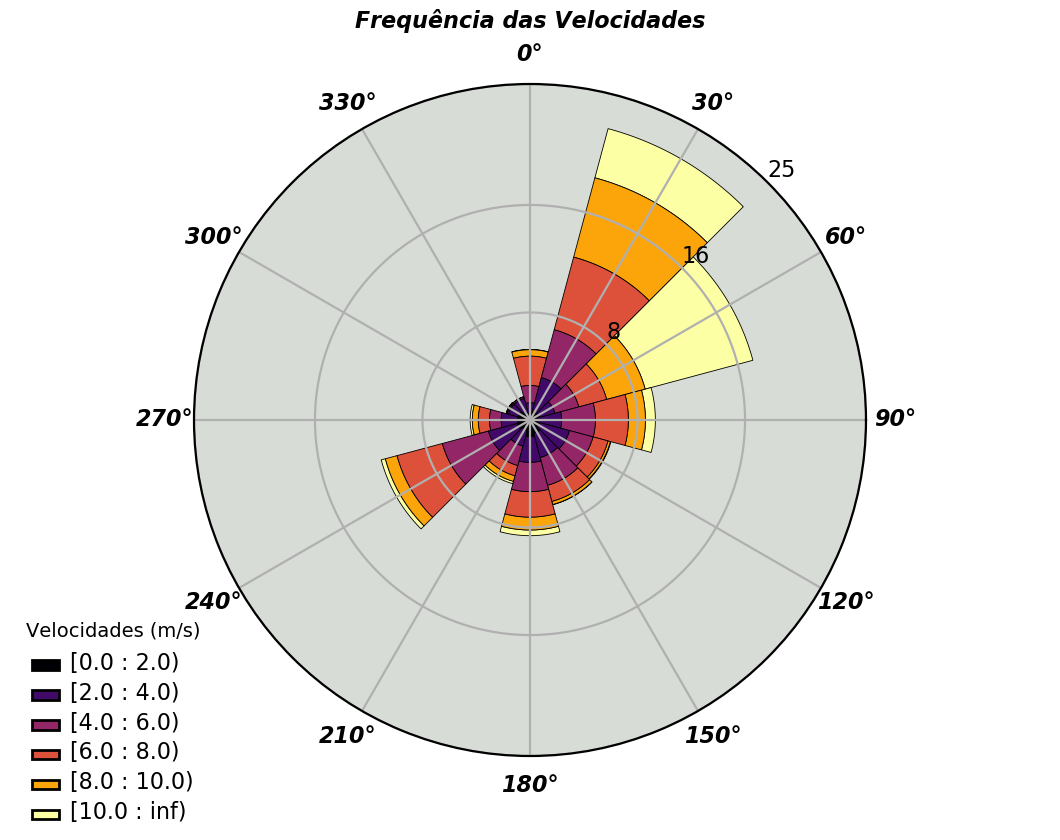 Frequência das Velocidades
0°
330°
30°
25
300°
60°
16
8
270°
90°
240°
120°
Velocidades (m/s)
[0.0 : 2.0)
[2.0 : 4.0)
[4.0 : 6.0)
210°
150°
[6.0 : 8.0)
180°
[8.0 : 10.0)
[10.0 : inf)